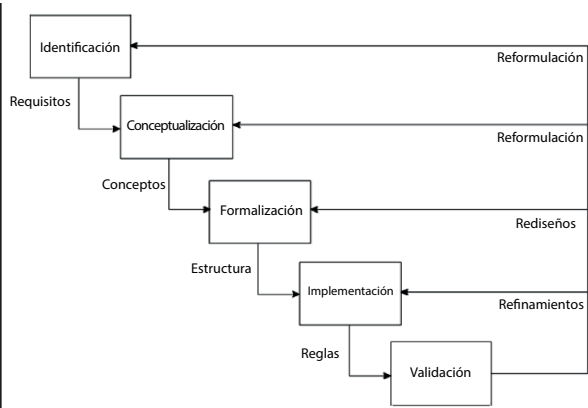 Identificación
Reformulación
Requisitos
Conceptualización
Reformulación
Conceptos
Formalización
Rediseños
Estructura
Implementación
Refinamientos
Reglas
Validación